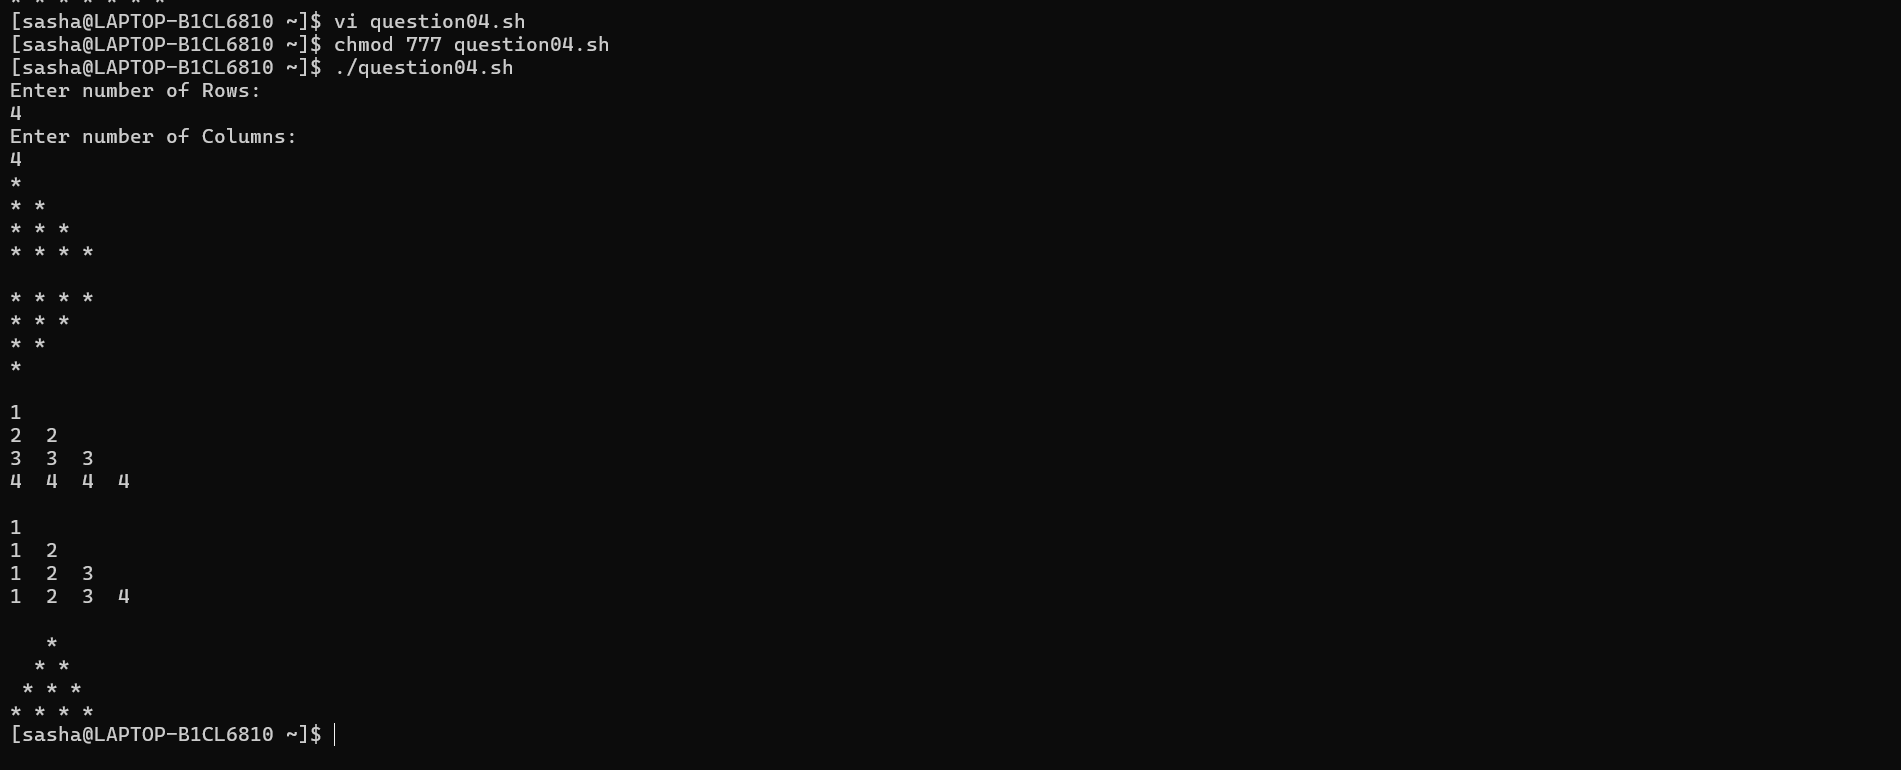 * * * * * * *
[sasha@LAPTOP-B1CL6810 ~]$ vi question04.sh
[sasha@LAPTOP-B1CL6810 ~]$ chmod 777 question04.sh
[sasha@LAPTOP-B1CL6810 ~]$ ./question04.sh
Enter number of Rows:
4
Enter number of Columns:
4
*
* *
* * *
* * * *

* * * *
* * *
* *
*

1
2  2
3  3  3
4  4  4  4

1
1  2
1  2  3
1  2  3  4

   *
  * *
 * * *
* * * *
[sasha@LAPTOP-B1CL6810 ~]$